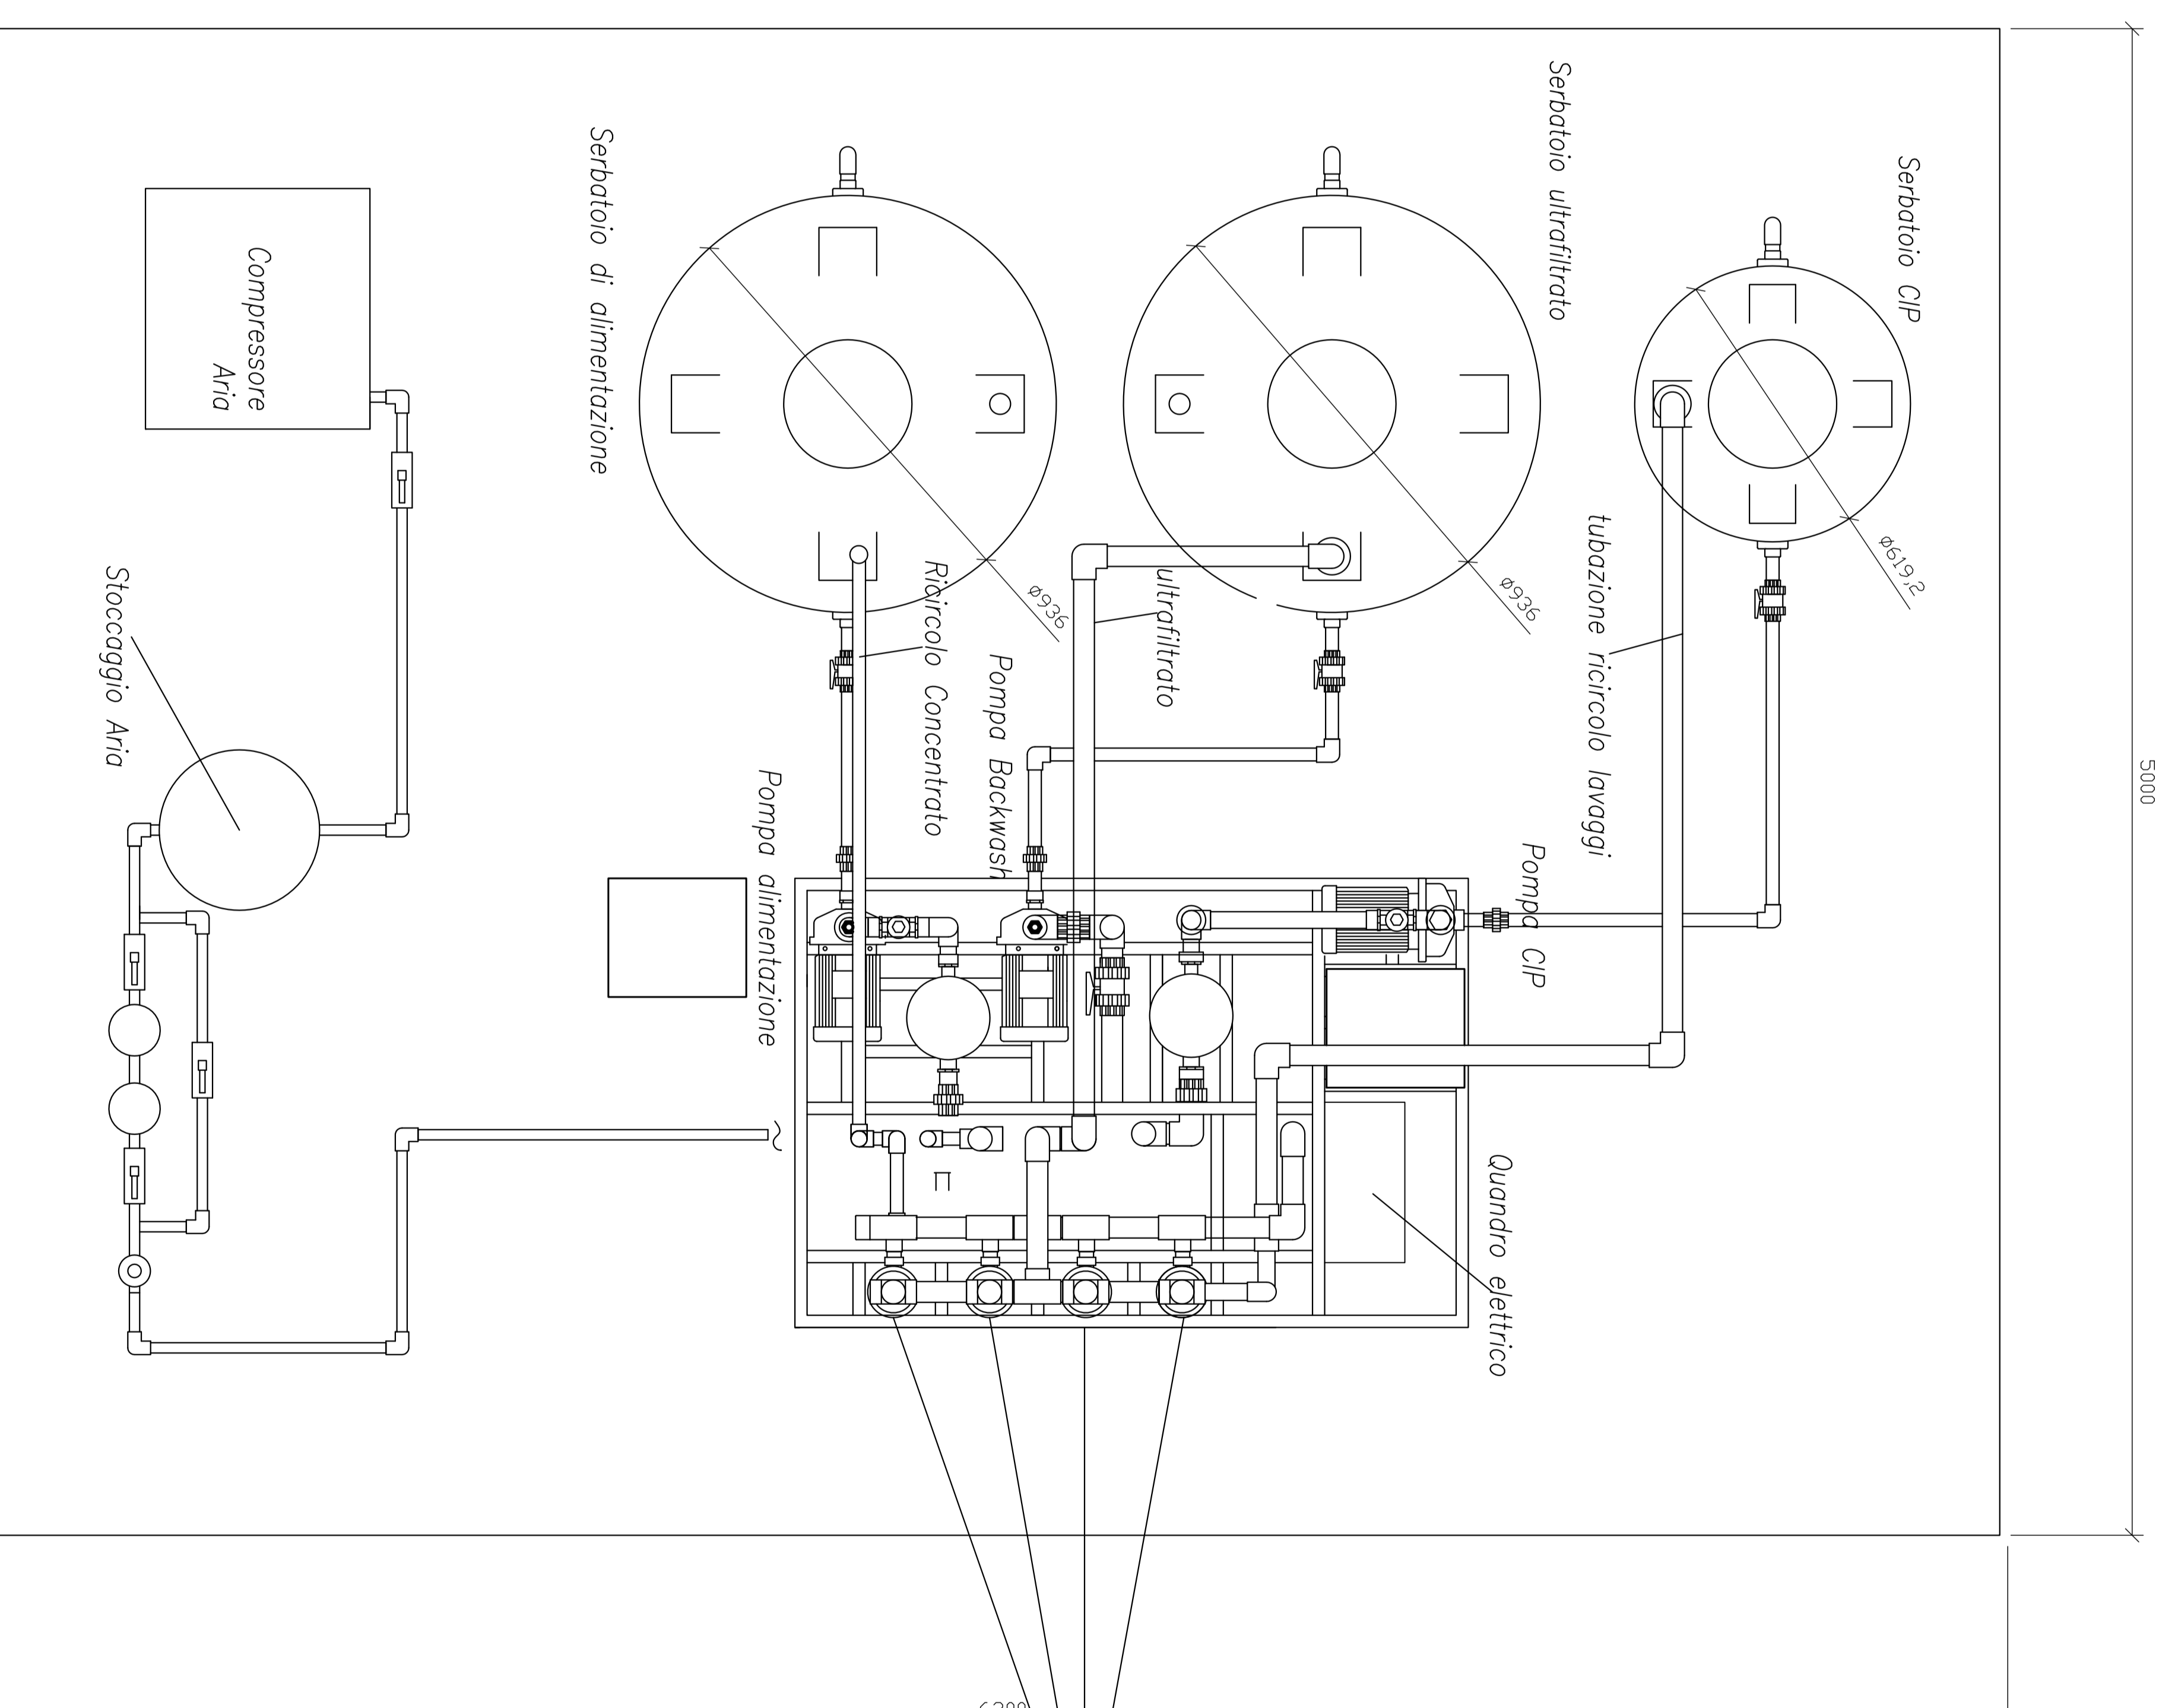 Serbatoio CIP
Serbatoio ultrafiltrato
Serbatoio di alimentazione
Compressore
Aria
Ø619,2
Ø936
Ø936
tubazione ricircolo lavaggi
ultrafiltrato
Ricircolo Concentrato
Pompa Backwash
Pompa alimentazione
Stoccaggio Aria
Pompa CIP
Quandro elettrico
5000